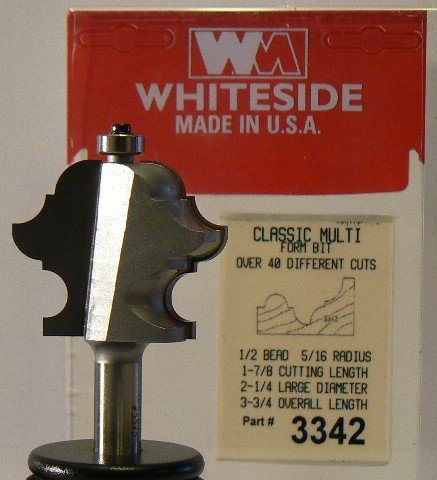 WM
WHITESIDE
MADE IN U.S.A.
CLASSIC MULTI
FORM BIT
OVER 40 DIFFERENT CUTS
3342
1/2 BEAD 5/16 RADIUS
1-7/8 CUTTING LENGTH
2-1/4 LARGE DIAMETER
3-3/4 OVERALL LENGTH
Part # 3342